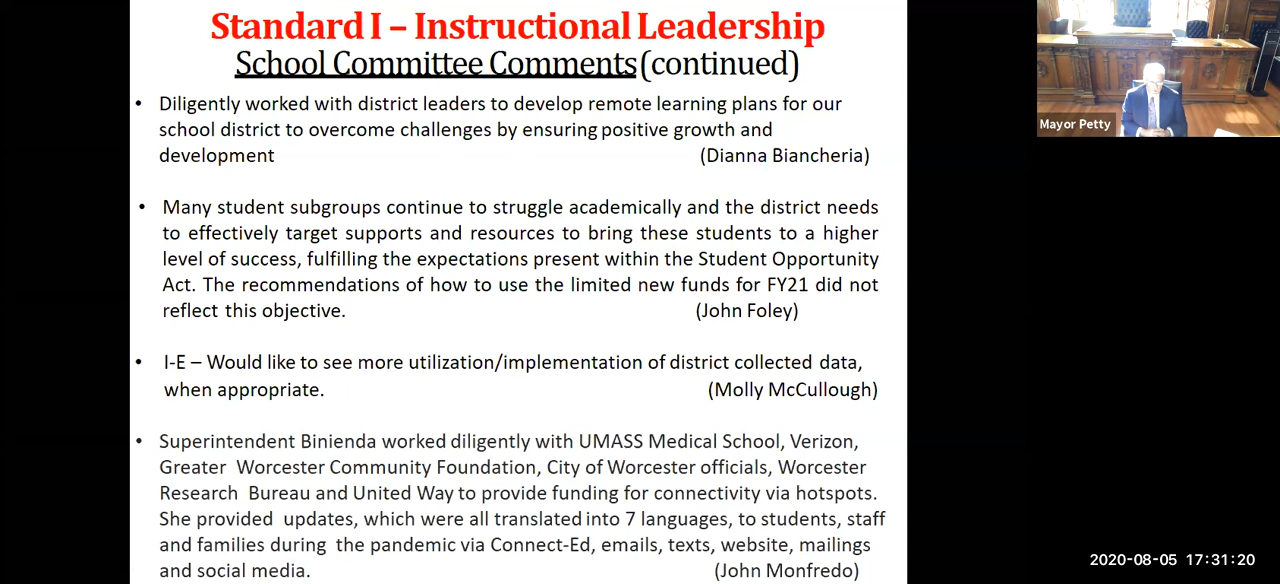 Standard I – Instructional Leadership
School Committee Comments (continued)
• Diligently worked with district leaders to develop remote learning plans for our
school district to overcome challenges by ensuring positive growth and
development (Dianna Biancheria)
• Many student subgroups continue to struggle academically and the district needs
to effectively target supports and resources to bring these students to a higher
level of success, fulfilling the expectations present within the Student Opportunity
Act. The recommendations of how to use the limited new funds for FY21 did not
reflect this objective. (John Foley)
• I-E – Would like to see more utilization/implementation of district collected data,
when appropriate. (Molly McCullough)
• Superintendent Binienda worked diligently with UMASS Medical School, Verizon,
Greater Worcester Community Foundation, City of Worcester officials, Worcester
Research Bureau and United Way to provide funding for connectivity via hotspots.
She provided updates, which were all translated into 7 languages, to students, staff
and families during the pandemic via Connect-Ed, emails, texts, website, mailings
and social media. (John Monfredo)
Mayor Petty
2020-08-05 17:31:20